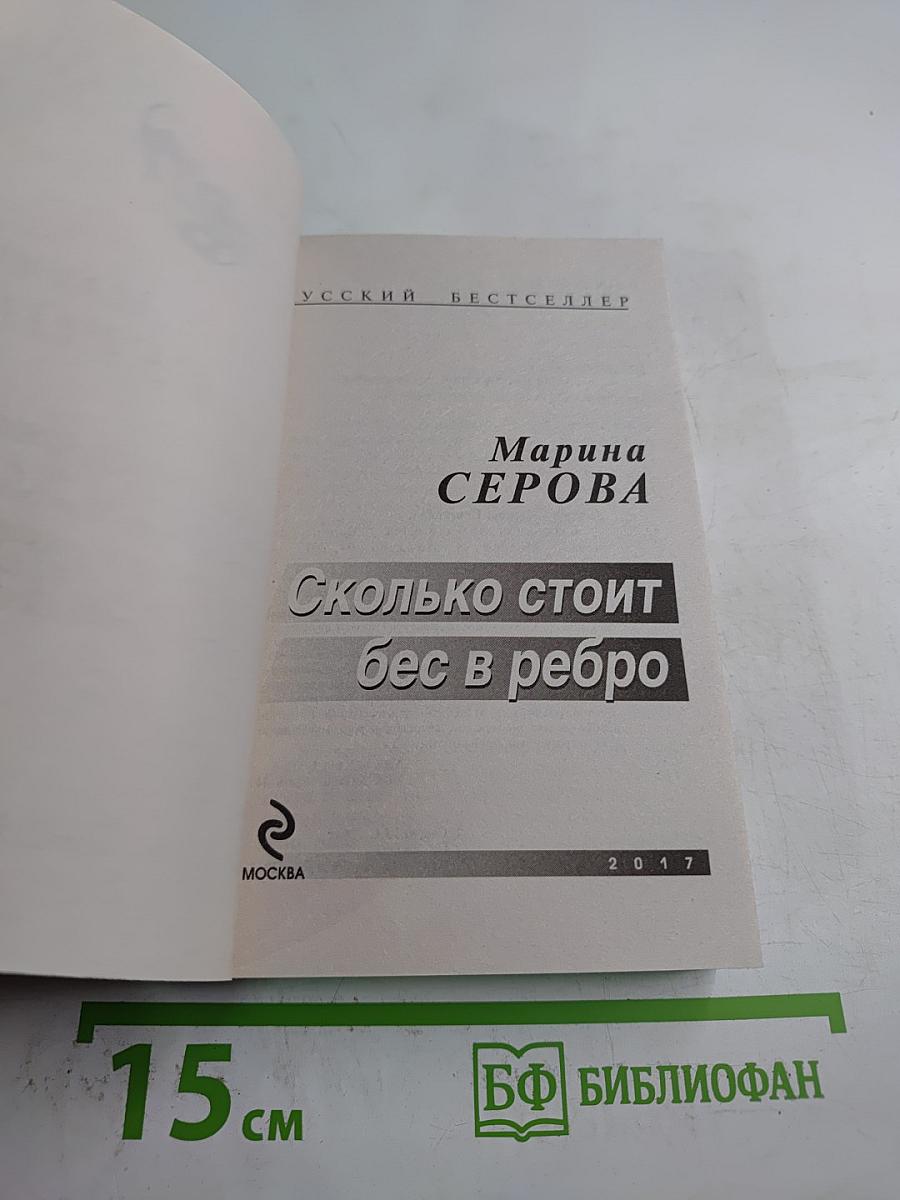 УССКИЙ БЕСТСЕЛЛЕР
Марина
СЕРОВА
Сколько стоит
бес в ребро
МОСКВА
2017
15 см
БФ БИБЛИОФАН